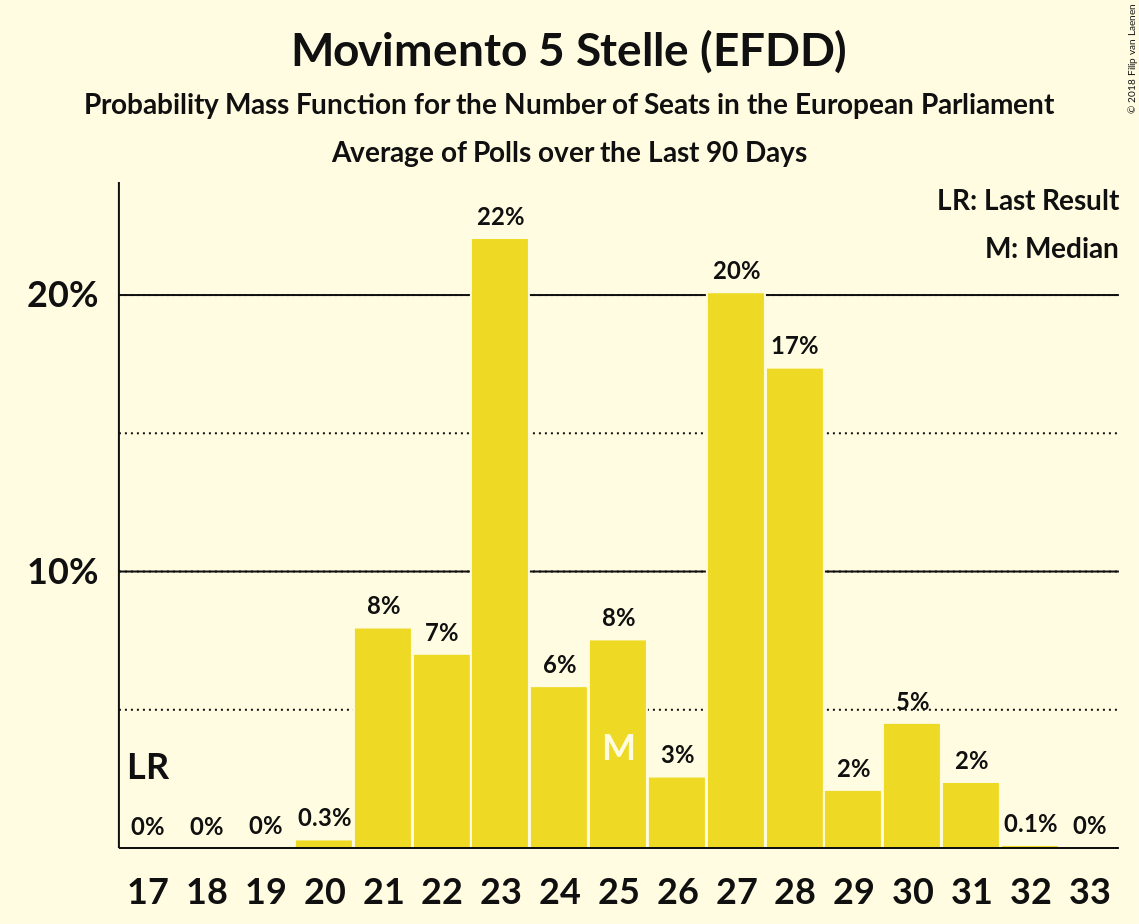 Movimento 5 Stelle (EFDD)
Probability Mass Function for the Number of Seats in the European Parliament
Average of Polls over the Last 90 Days
© 2018 Filip van Laenen
LR: Last Result
M: Median
22%
20%
20%
17%
10%
8%
7%
6%
8%
M
3%
2%
5%
2%
LR
0% 0% 0% 0.3% 0.1% 0%
17 18 19 20 21 22 23 24 25 26 27 28 29 30 31 32 33